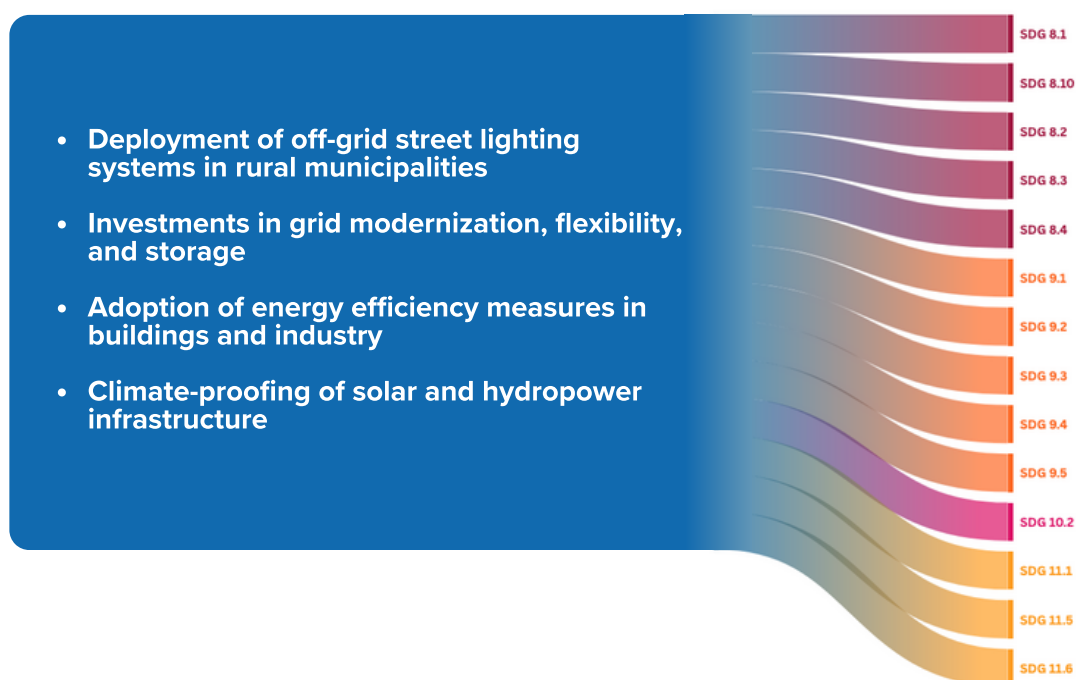 • Deployment of off-grid street lighting
systems in rural municipalities
• Investments in grid modernization, flexibility,
and storage
• Adoption of energy efficiency measures in
buildings and industry
• Climate-proofing of solar and hydropower
infrastructure
SDG 8.1
SDG 8.10
SDG 8.2
SDG 8.3
SDG 8.4
SDG 9.1
SDG 9.2
SDG 9.3
SDG 9.4
SDG 9.5
SDG 10.2
SDG 11.1
SDG 11.5
SDG 11.6